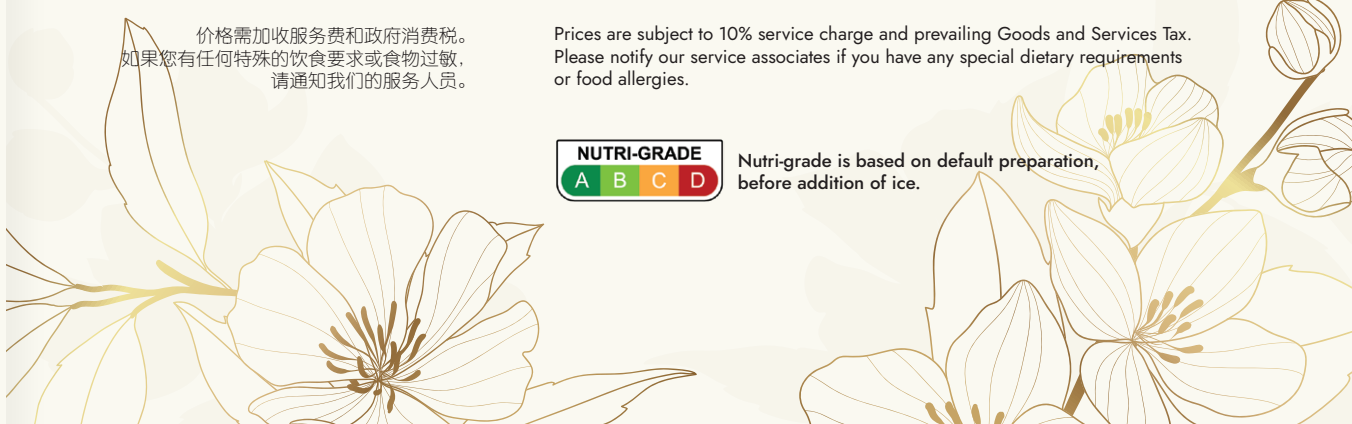 价格需加收服务费和政府消费税。
如果您有任何特殊的饮食要求或食物过敏，
请通知我们的服务人员。
Prices are subject to 10% service charge and prevailing Goods and Services Tax.
Please notify our service associates if you have any special dietary requirements
or food allergies.
NUTRI-GRADE
A B C D
Nutri-grade is based on default preparation,
before addition of ice.